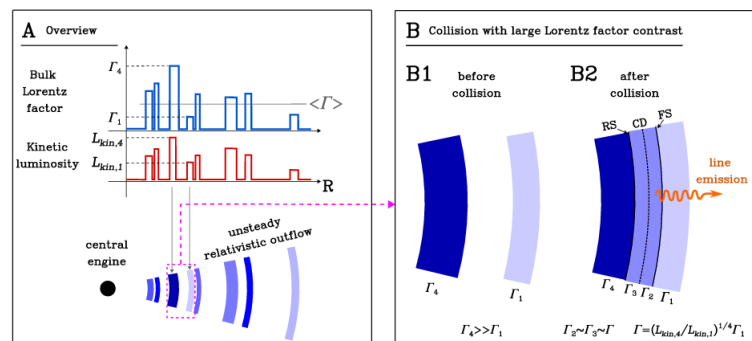 A Overview
Bulk
Lorentz
factor
Γ4
Γ1
<Γ>
Kinetic
luminosity
Lkin,4
Lkin,1
R
unsteady
relativistic outflow
central
engine
B Collision with large Lorentz factor contrast
B1 before
collision
B2 after
collision
RS CD FS
line
emission
Γ4 Γ1
Γ4 Γ3 Γ2 Γ1
Γ4>>Γ1 Γ2~Γ3~Γ Γ=(Lkin,4/Lkin,1)^1/4Γ1